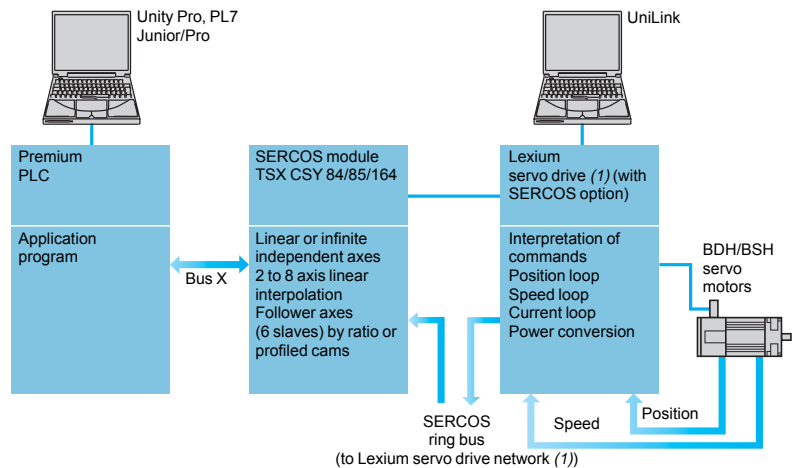 Unity Pro, PL7
Junior/Pro
UniLink
Premium
PLC
SERCOS module
TSX CSY 84/85/164
Lexium
servo drive (1) (with
SERCOS option)
Application
program
Bus X
Linear or infinite
independent axes
2 to 8 axis linear
interpolation
Follower axes
(6 slaves) by ratio or
profiled cams
Interpretation of
commands
Position loop
Speed loop
Current loop
Power conversion
BDH/BSH
servo
motors
SERCOS
ring bus
(to Lexium servo drive network (1))
Speed
Position